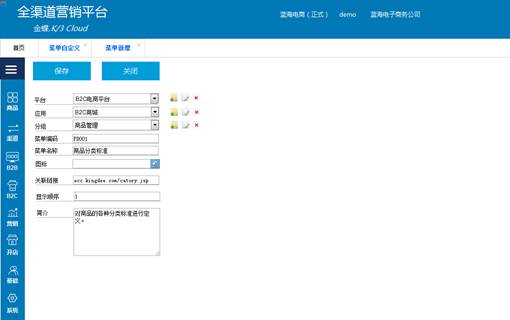 全渠道营销平台
金蝶.K/3 Cloud
蓝海电商（正式） demo 蓝海电子商务公司
首页 菜单自定义 菜单新增
保存 关闭
商品
渠道
B2B
B2C
营销
开店
基础
系统
平台 B2C电商平台
应用 B2C商城
分组 商品管理
菜单编码 FD001
菜单名称 商品分类标准
图标
关联链接 ecc.kingdee.com/catory.jsp
显示顺序 1
简介 对商品的各种分类标准进行定
义。